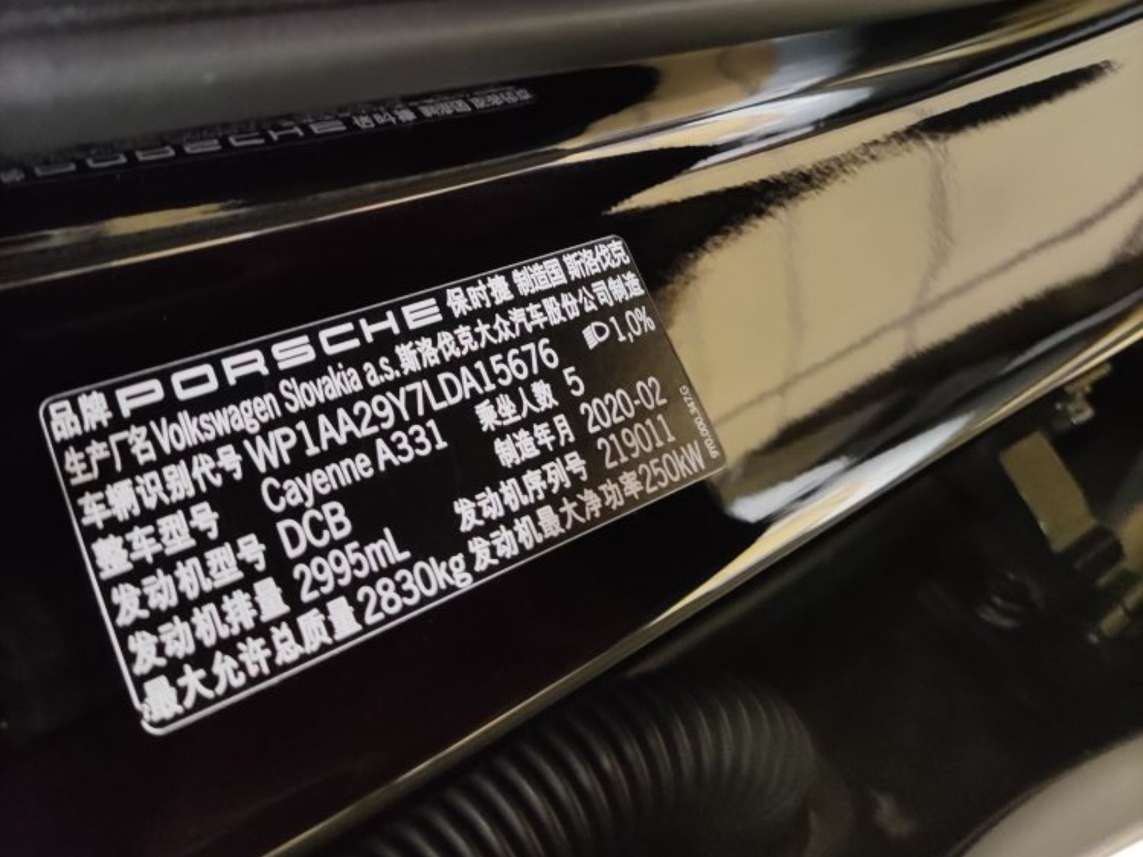 品牌 PORSCHE 保时捷 制造国 斯洛伐克
生产厂名 Volkswagen Slovakia a.s. 斯洛伐克大众汽车股份公司制造
车辆识别代号 WP1AA29Y7LDA15676 1,0%
整车型号 Cayenne A331 乘坐人数 5
发动机型号 DCB 制造年月 2020-02
发动机排量 2995mL 发动机序列号 219011
最大允许总质量 2830kg 发动机最大净功率 250kW
9Y0.000.347.G